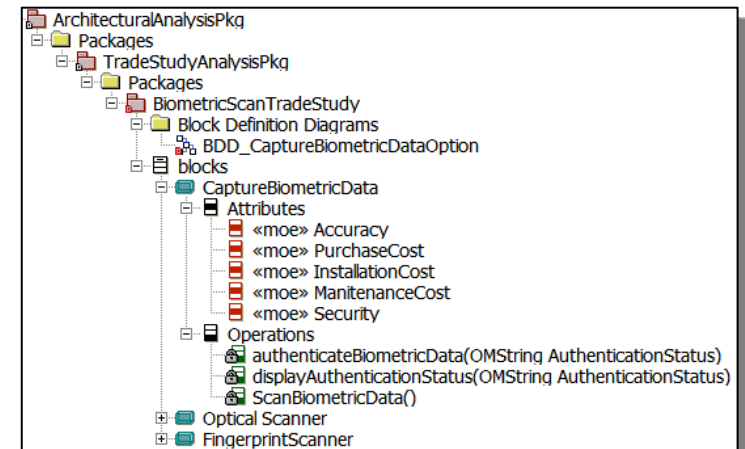 ArchitecturalAnalysisPkg
Packages
TradeStudyAnalysisPkg
Packages
BiometricScanTradeStudy
Block Definition Diagrams
BDD_CaptureBiometricDataOption
blocks
CaptureBiometricData
Attributes
«moe» Accuracy
«moe» PurchaseCost
«moe» InstallationCost
«moe» ManitenanceCost
«moe» Security
Operations
authenticateBiometricData(OMString AuthenticationStatus)
displayAuthenticationStatus(OMString AuthenticationStatus)
ScanBiometricData()
Optical Scanner
FingerprintScanner